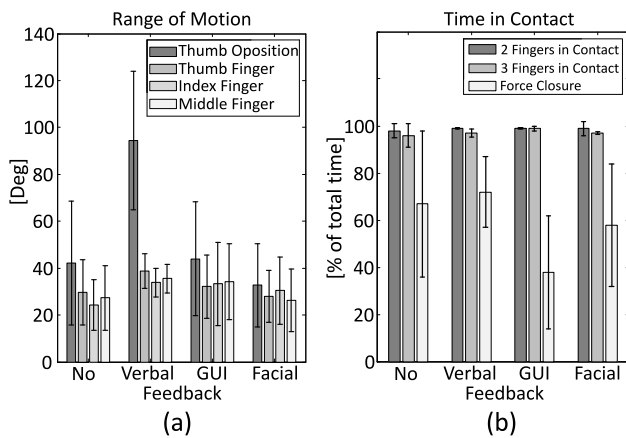 Range of Motion
140
120
100
80
60
40
20
0
[Deg]
Thumb Oposition
Thumb Finger
Index Finger
Middle Finger
No
Verbal
GUI
Facial
Feedback
(a)
Time in Contact
100
80
60
40
20
0
[% of total time]
2 Fingers in Contact
3 Fingers in Contact
Force Closure
No
Verbal
GUI
Facial
Feedback
(b)